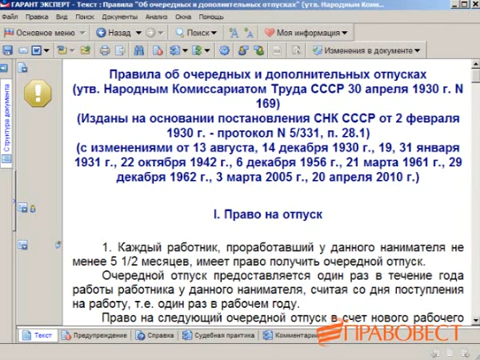 ГАРАНТ ЭКСПЕРТ - Текст : Правила "Об очередных и дополнительных отпусках" (утв. Народным Ком...
Файл Правка Вид Поиск Документы Анализ Окна Помощь
Основное меню Назад Поиск Моя информация
Изменения в документе
Структура документа
Правила об очередных и дополнительных отпусках
(утв. Народным Комиссариатом Труда СССР 30 апреля 1930 г. N
169)
(Изданы на основании постановления СНК СССР от 2 февраля
1930 г. - протокол N 5/331, п. 28.1)
(с изменениями от 13 августа, 14 декабря 1930 г., 19, 31 января
1931 г., 22 октября 1942 г., 6 декабря 1956 г., 21 марта 1961 г., 29
декабря 1962 г., 3 марта 2005 г., 20 апреля 2010 г.)
I. Право на отпуск
1. Каждый работник, проработавший у данного нанимателя не
менее 5 1/2 месяцев, имеет право получить очередной отпуск.
Очередной отпуск предоставляется один раз в течение года
работы работника у данного нанимателя, считая со дня поступления
на работу, т.е. один раз в рабочем году.
Право на следующий очередной отпуск в счет нового рабочего
Текст Предупреждение Справка Судебная практика Комментарии
ПРАВОВЕСТ